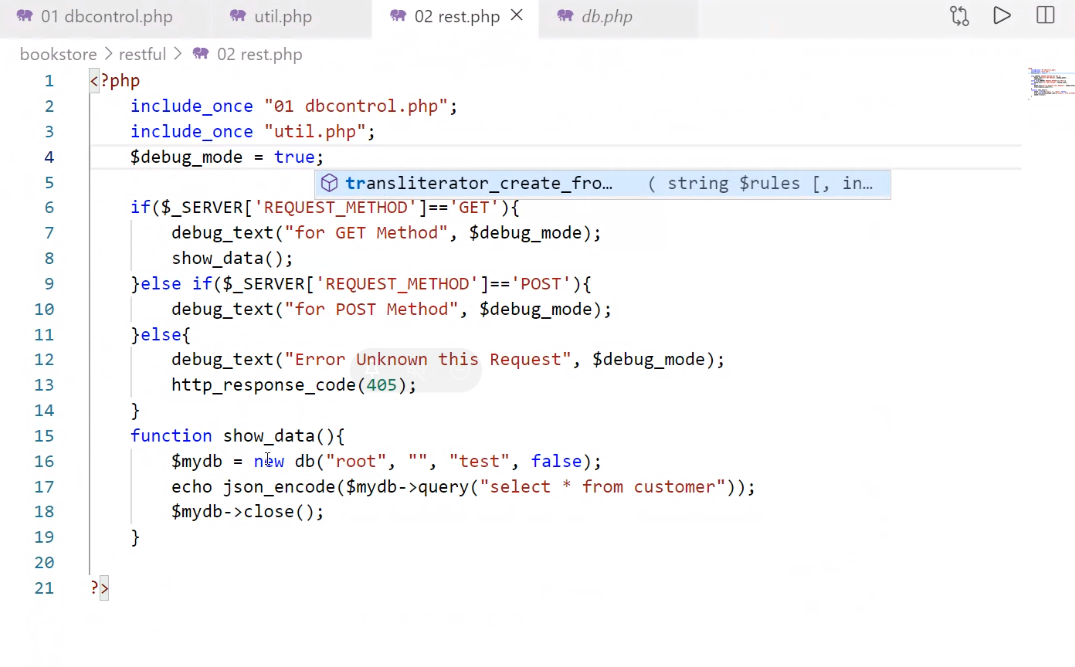 01 dbcontrol.php util.php 02 rest.php db.php
bookstore restful 02 rest.php
1 <?php
2 include_once "01 dbcontrol.php";
3 include_once "util.php";
4 $debug_mode = true;
5 transliterator_create_fro… ( string $rules [, in…
6 if($_SERVER['REQUEST_METHOD']=='GET'){
7 debug_text("for GET Method", $debug_mode);
8 show_data();
9 }else if($_SERVER['REQUEST_METHOD']=='POST'){
10 debug_text("for POST Method", $debug_mode);
11 }else{
12 debug_text("Error Unknown this Request", $debug_mode);
13 http_response_code(405);
14 }
15 function show_data(){
16 $mydb = new db("root", "", "test", false);
17 echo json_encode($mydb->query("select * from customer"));
18 $mydb->close();
19 }
20
21 ?>